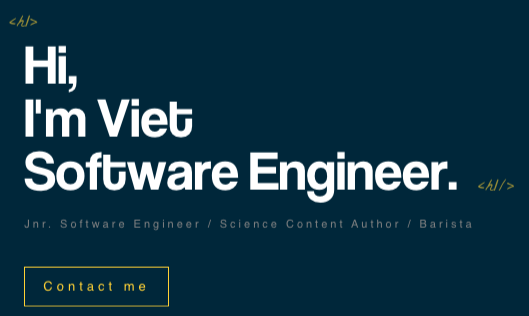 <h1>
Hi,
I'm Viet
Software Engineer.
<h1/>
Jnr. Software Engineer / Science Content Author / Barista
Contact me